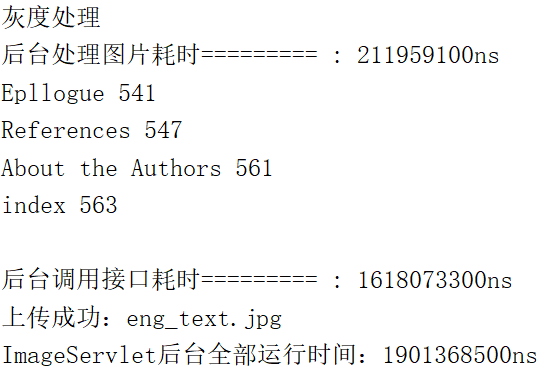 灰度处理
后台处理图片耗时========= : 211959100ns
Epllogue 541
References 547
About the Authors 561
index 563
后台调用接口耗时========= : 1618073300ns
上传成功: eng_text.jpg
ImageServlet后台全部运行时间: 1901368500ns